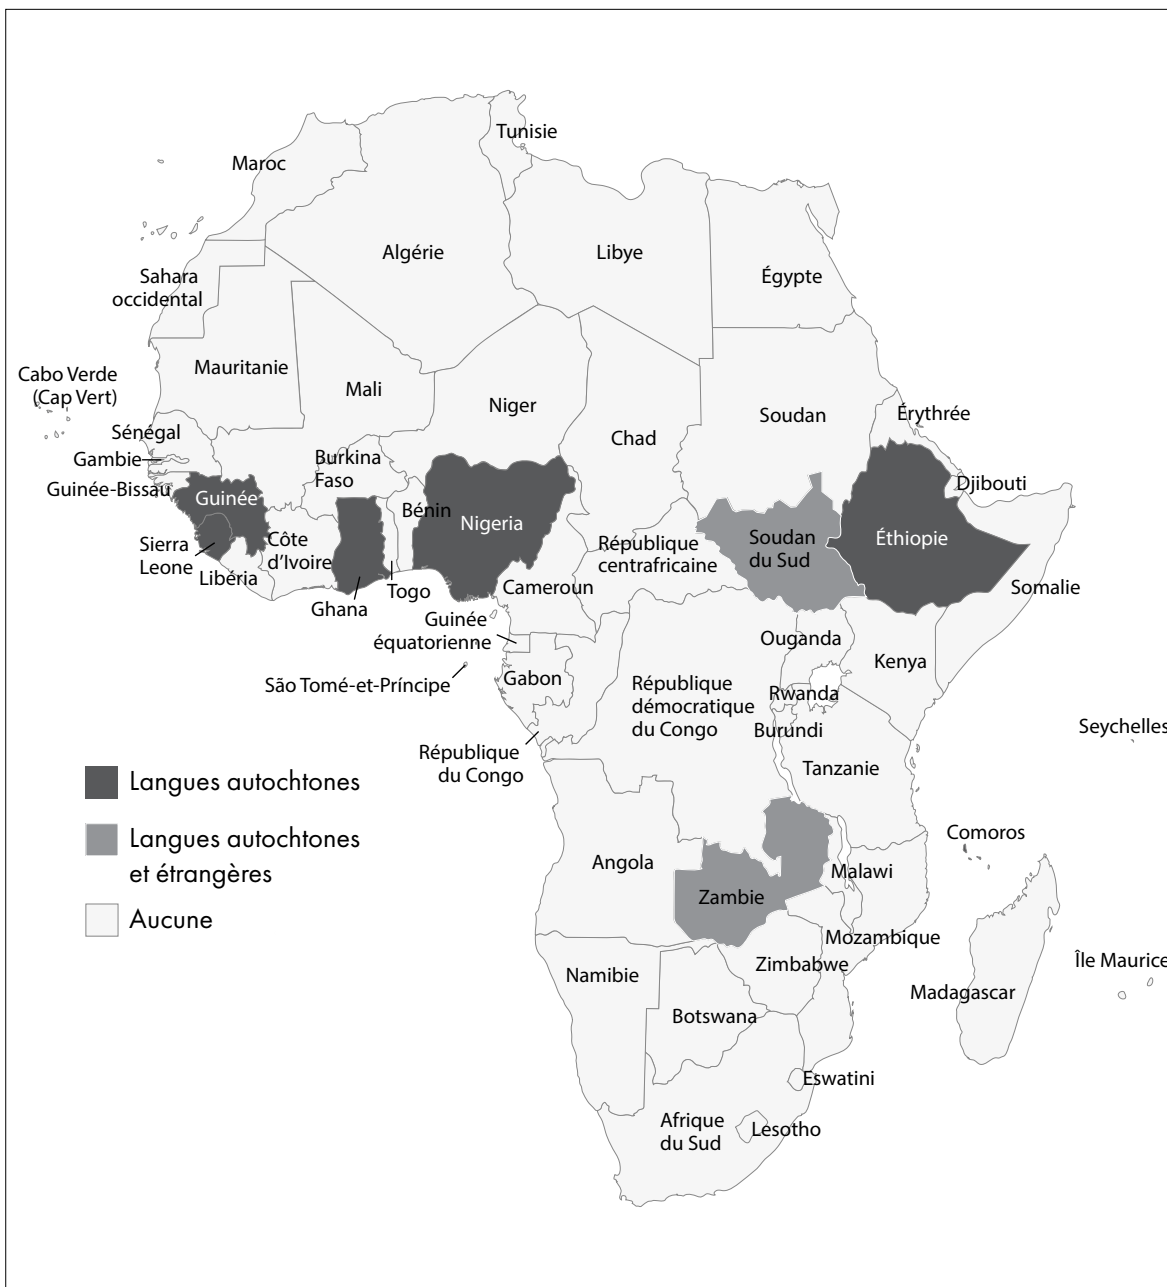 Tunisie
Maroc
Algérie
Libye
Égypte
Sahara
occidental
Mauritanie
Mali
Niger
Cabo Verde
(Cap Vert)
Soudan
Érythrée
Sénégal
Chad
Gambie
Burkina
Faso
Guinée-Bissau
Guinée
Djibouti
Bénin
Nigeria
Soudan
du Sud
Éthiopie
Sierra
Leone
Côte
d'Ivoire
République
centrafricaine
Libéria
Togo
Cameroun
Somalie
Ghana
Guinée
équatorienne
Ouganda
Kenya
São Tomé-et-Príncipe
Gabon
République
démocratique
du Congo
Rwanda
Burundi
Seychelles
République
du Congo
Tanzanie
Langues autochtones
Langues autochtones
et étrangères
Aucune
Comoros
Angola
Malawi
Zambie
Mozambique
Zimbabwe
Namibie
Île Maurice
Madagascar
Botswana
Eswatini
Afrique
du Sud
Lesotho